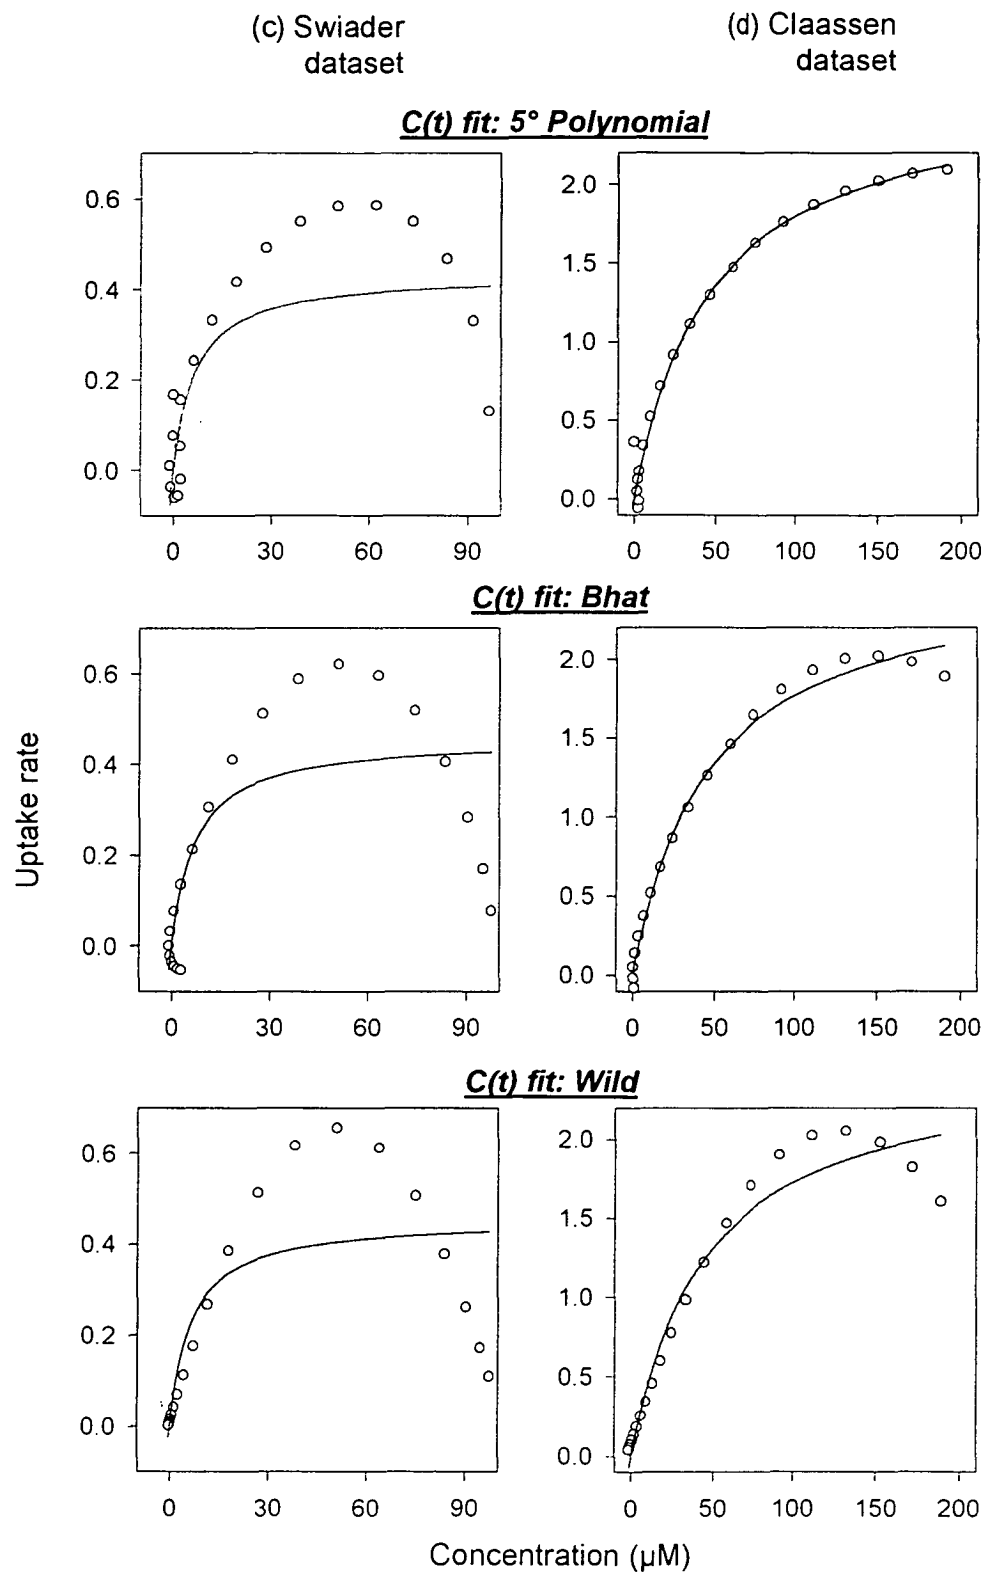 (c) Swiader
dataset
(d) Claassen
dataset
C(t) fit: 5° Polynomial
0.6
0.4
0.2
0.0
0 30 60 90
2.0
1.5
1.0
0.5
0.0
0 50 100 150 200
C(t) fit: Bhat
0.6
0.4
0.2
0.0
0 30 60 90
2.0
1.5
1.0
0.5
0.0
0 50 100 150 200
C(t) fit: Wild
0.6
0.4
0.2
0.0
0 30 60 90
2.0
1.5
1.0
0.5
0.0
0 50 100 150 200
Uptake rate
Concentration (µM)